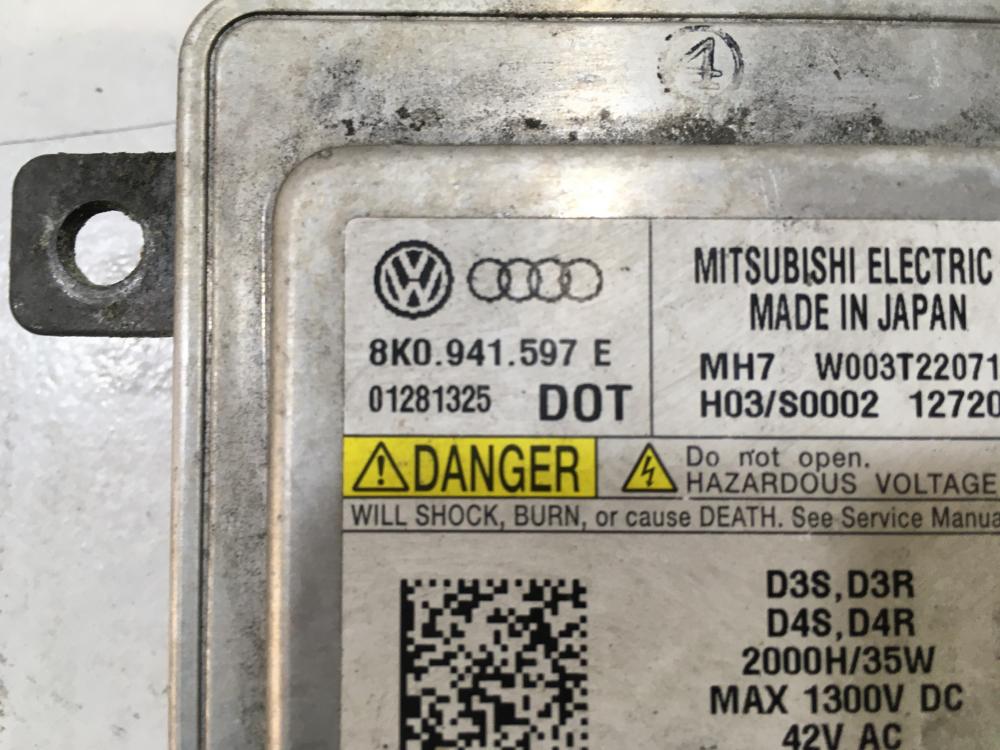 1
8K0.941.597 E
01281325 DOT
MITSUBISHI ELECTRIC
MADE IN JAPAN
MH7 W003T22071
H03/S0002 12720
DANGER
Do not open.
HAZARDOUS VOLTAGE
WILL SHOCK, BURN, or cause DEATH. See Service Manua
D3S,D3R
D4S,D4R
2000H/35W
MAX 1300V DC
42V AC